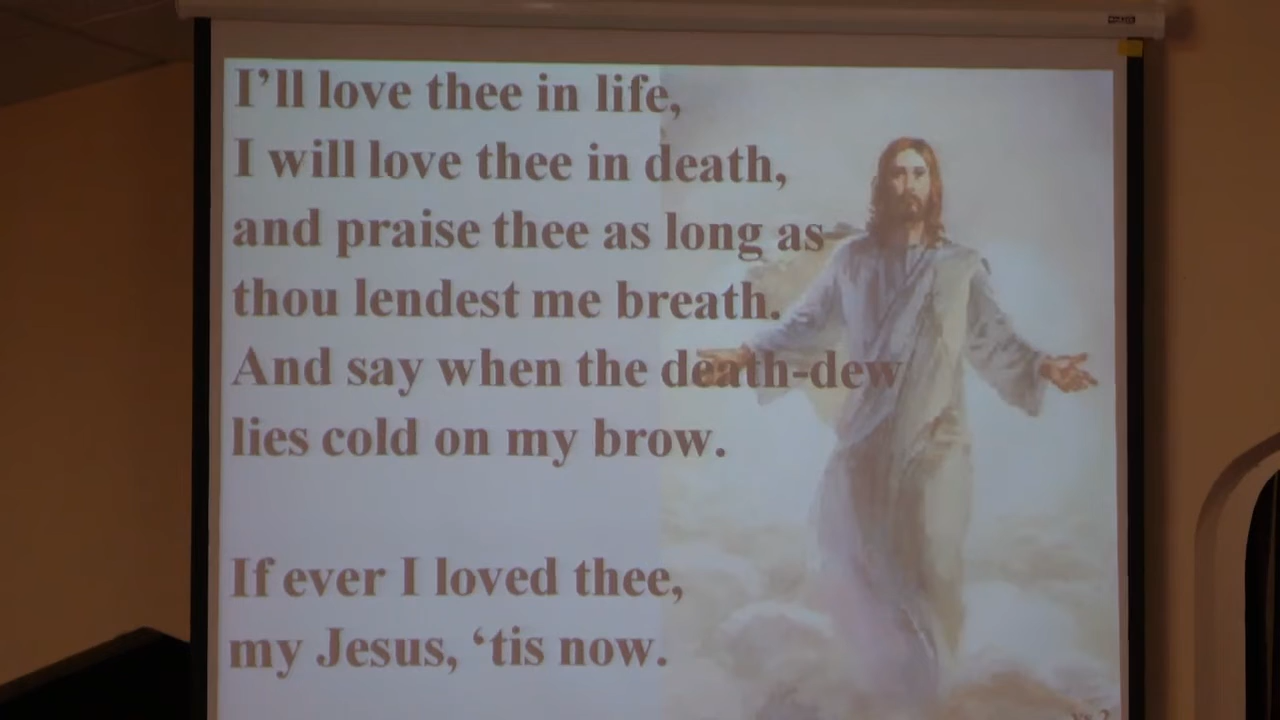 I’ll love thee in life,
I will love thee in death,
and praise thee as long as
thou lendest me breath.
And say when the death-dew
lies cold on my brow.
If ever I loved thee,
my Jesus, ‘tis now.